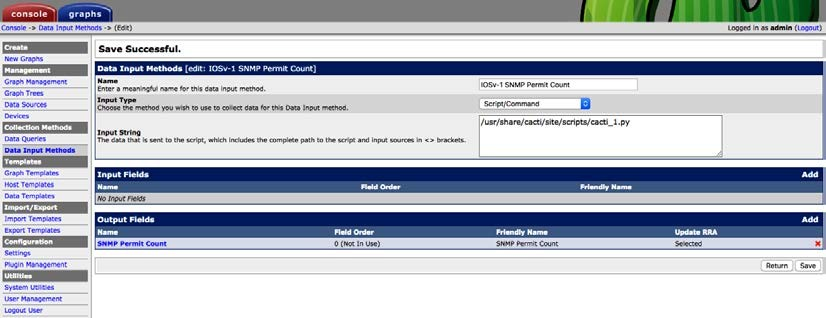 console graphs
Console -> Data Input Methods -> (Edit) Logged in as admin (Logout)
Create
New Graphs
Management
Graph Management
Graph Trees
Data Sources
Devices
Collection Methods
Data Queries
Data Input Methods
Templates
Graph Templates
Host Templates
Data Templates
Import/Export
Import Templates
Export Templates
Configuration
Settings
Plugin Management
Utilities
System Utilities
User Management
Logout User
Save Successful.
Data Input Methods [edit: IOSv-1 SNMP Permit Count]
Name
Enter a meaningful name for this data input method.
IOSv-1 SNMP Permit Count
Input Type
Choose the method you wish to use to collect data for this Data Input method.
Script/Command
Input String
The data that is sent to the script, which includes the complete path to the script and input sources in <> brackets.
/usr/share/cacti/site/scripts/cacti_1.py
Input Fields Add
Name Field Order Friendly Name
No Input Fields
Output Fields Add
Name Field Order Friendly Name Update RRA
SNMP Permit Count 0 (Not In Use) SNMP Permit Count Selected
Return Save